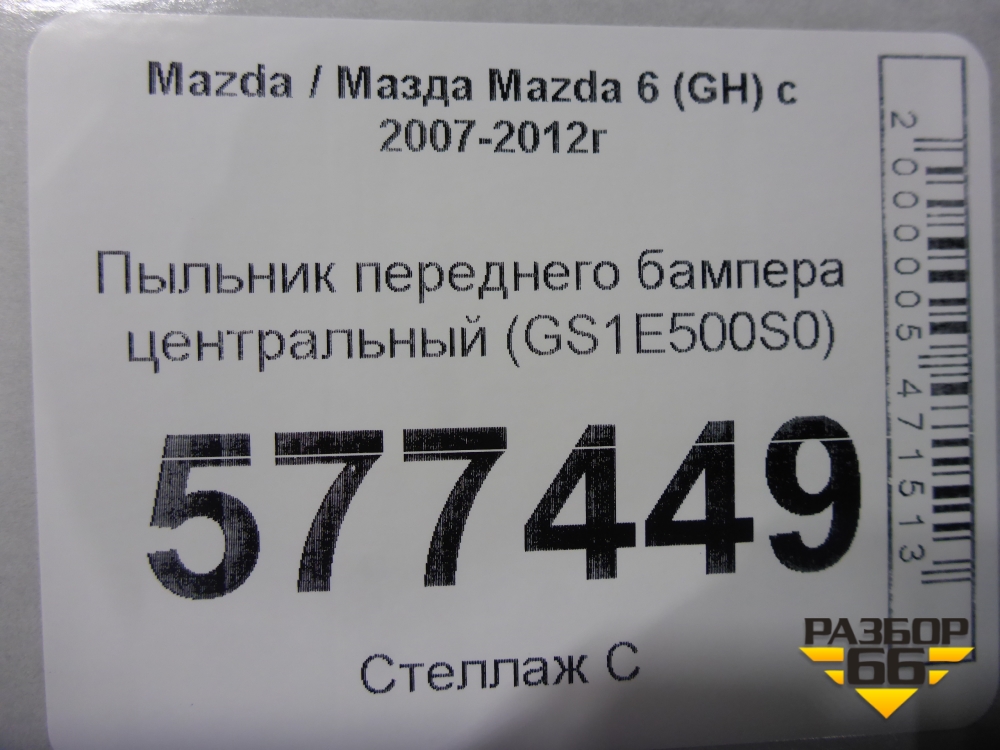 Mazda / Мазда Mazda 6 (GH) с
2007-2012г
Пыльник переднего бампера
центральный (GS1E500S0)
577449
Стеллаж С
2000005471513
РАЗБОР
66